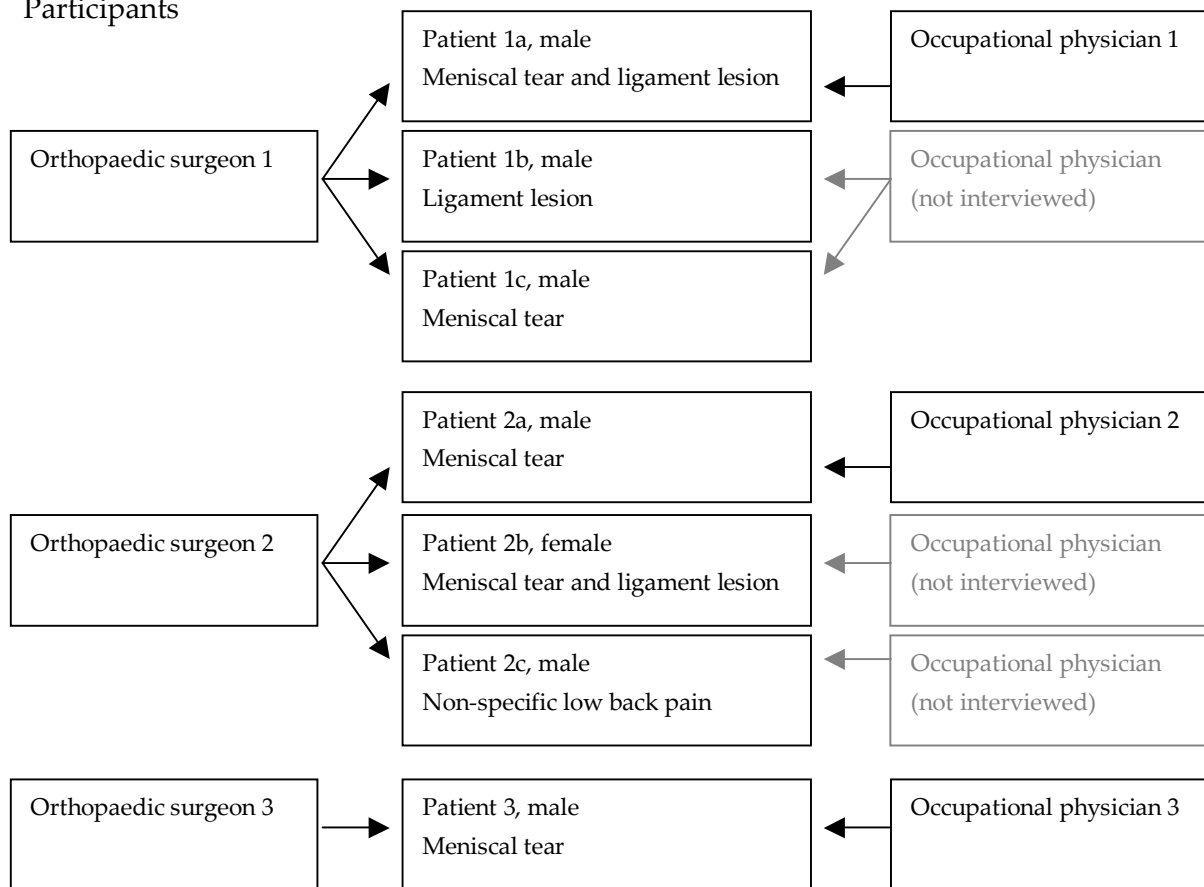 Participants
Patient 1a, male
Meniscal tear and ligament lesion
Occupational physician 1
Orthopaedic surgeon 1
Patient 1b, male
Ligament lesion
Occupational physician
(not interviewed)
Patient 1c, male
Meniscal tear
Patient 2a, male
Meniscal tear
Occupational physician 2
Orthopaedic surgeon 2
Patient 2b, female
Meniscal tear and ligament lesion
Occupational physician
(not interviewed)
Patient 2c, male
Non-specific low back pain
Occupational physician
(not interviewed)
Orthopaedic surgeon 3
Patient 3, male
Meniscal tear
Occupational physician 3